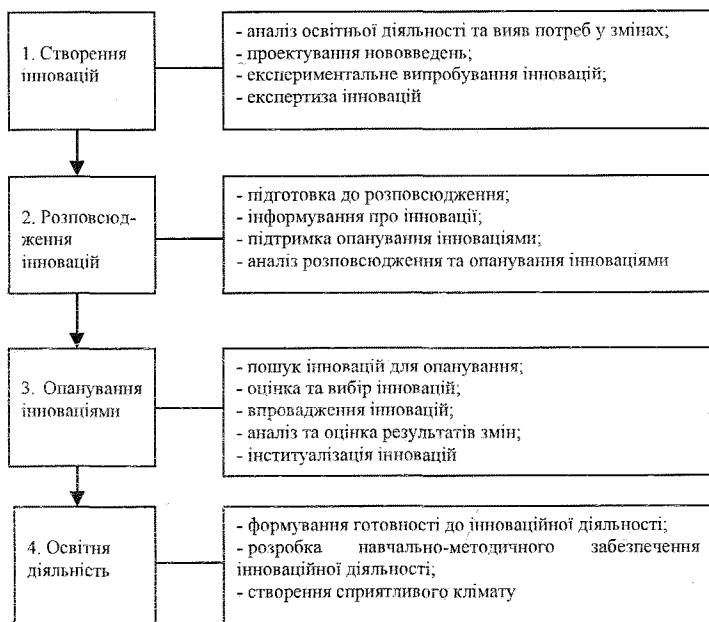 1. Створення
інновацій
- аналіз освітньої діяльності та вияв потреб у змінах;
- проектування нововведень;
- експериментальне випробування інновацій;
- експертиза інновацій
2. Розповсюд-
ження
інновацій
- підготовка до розповсюдження;
- інформування про інновації;
- підтримка опанування інноваціями;
- аналіз розповсюдження та опанування інноваціями
3. Опанування
інноваціями
- пошук інновацій для опанування;
- оцінка та вибір інновацій;
- впровадження інновацій;
- аналіз та оцінка результатів змін;
- інституалізація інновацій
4. Освітня
діяльність
- формування готовності до інноваційної діяльності;
- розробка навчально-методичного забезпечення
інноваційної діяльності;
- створення сприятливого клімату